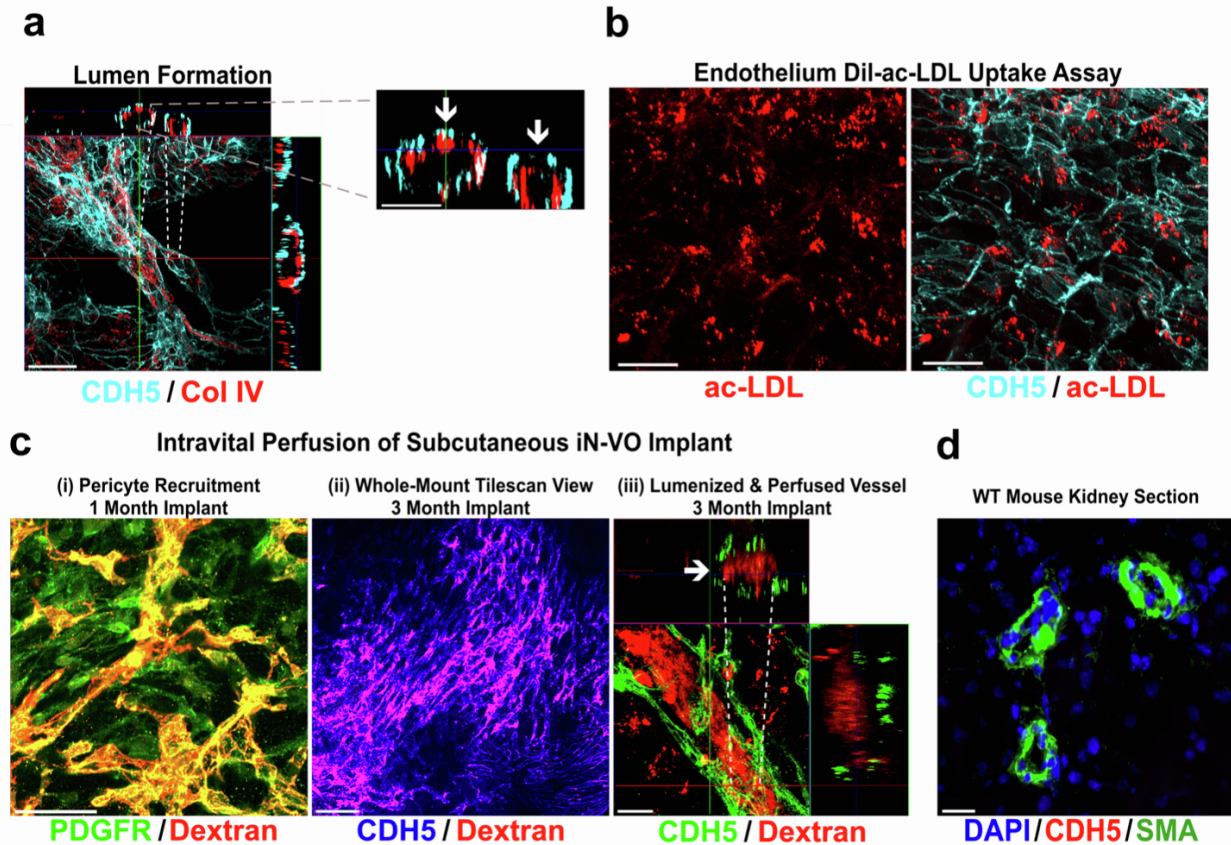 a
Lumen Formation
CDH5 / Col IV
b
Endothelium Dil-ac-LDL Uptake Assay
ac-LDL
CDH5 / ac-LDL
c
Intravital Perfusion of Subcutaneous iN-VO Implant
(i) Pericyte Recruitment
1 Month Implant
PDGFR / Dextran
(ii) Whole-Mount Tilescan View
3 Month Implant
CDH5 / Dextran
(iii) Lumenized & Perfused Vessel
3 Month Implant
CDH5 / Dextran
d
WT Mouse Kidney Section
DAPI / CDH5 / SMA